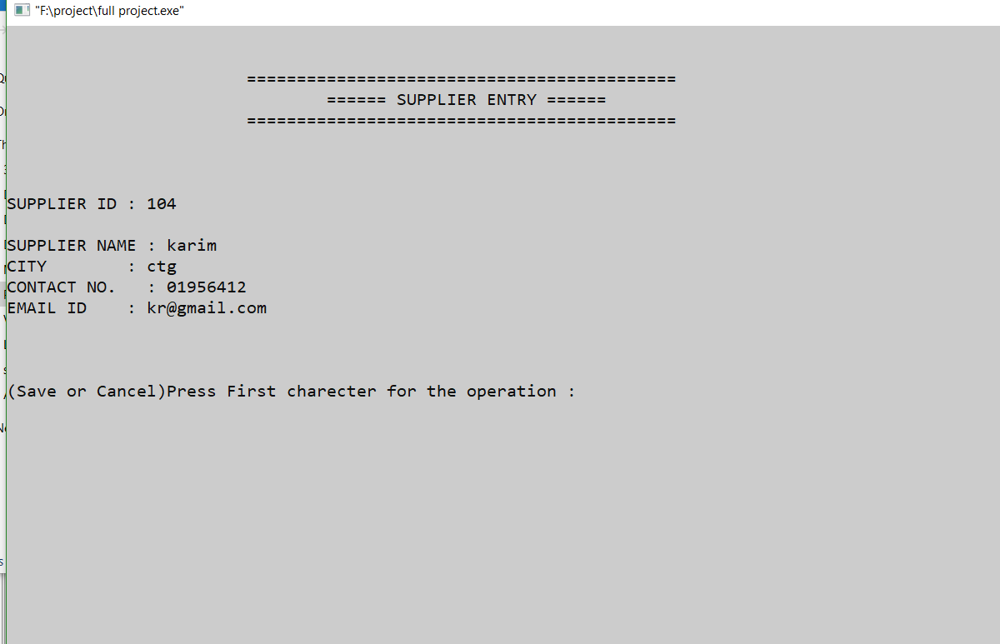 "F:\project\full project.exe"
===========================================
====== SUPPLIER ENTRY ======
===========================================
SUPPLIER ID : 104
SUPPLIER NAME : karim
CITY        : ctg
CONTACT NO.   : 01956412
EMAIL ID    : kr@gmail.com
(Save or Cancel)Press First charecter for the operation :